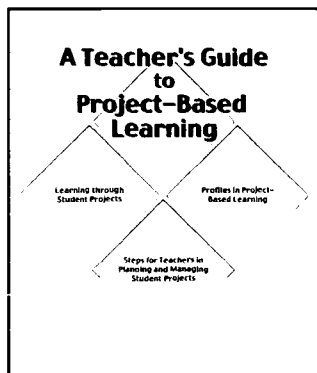 A Teacher's Guide
to
Project-Based
Learning
Learning through
Student Projects
Profiles in Project-
Based Learning
Steps for Teachers in
Planning and Managing
Student Projects